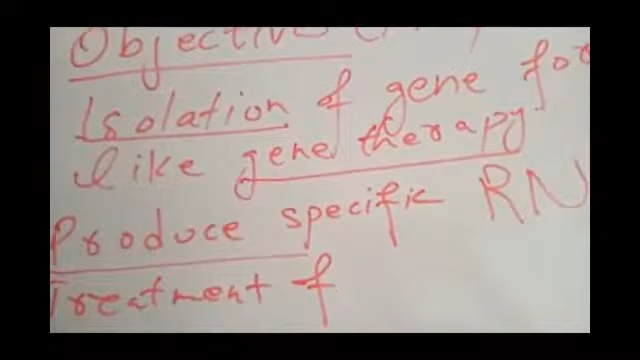 Objective
Isolation of gene for
like gene therapy
Produce specific RN
Treatment of